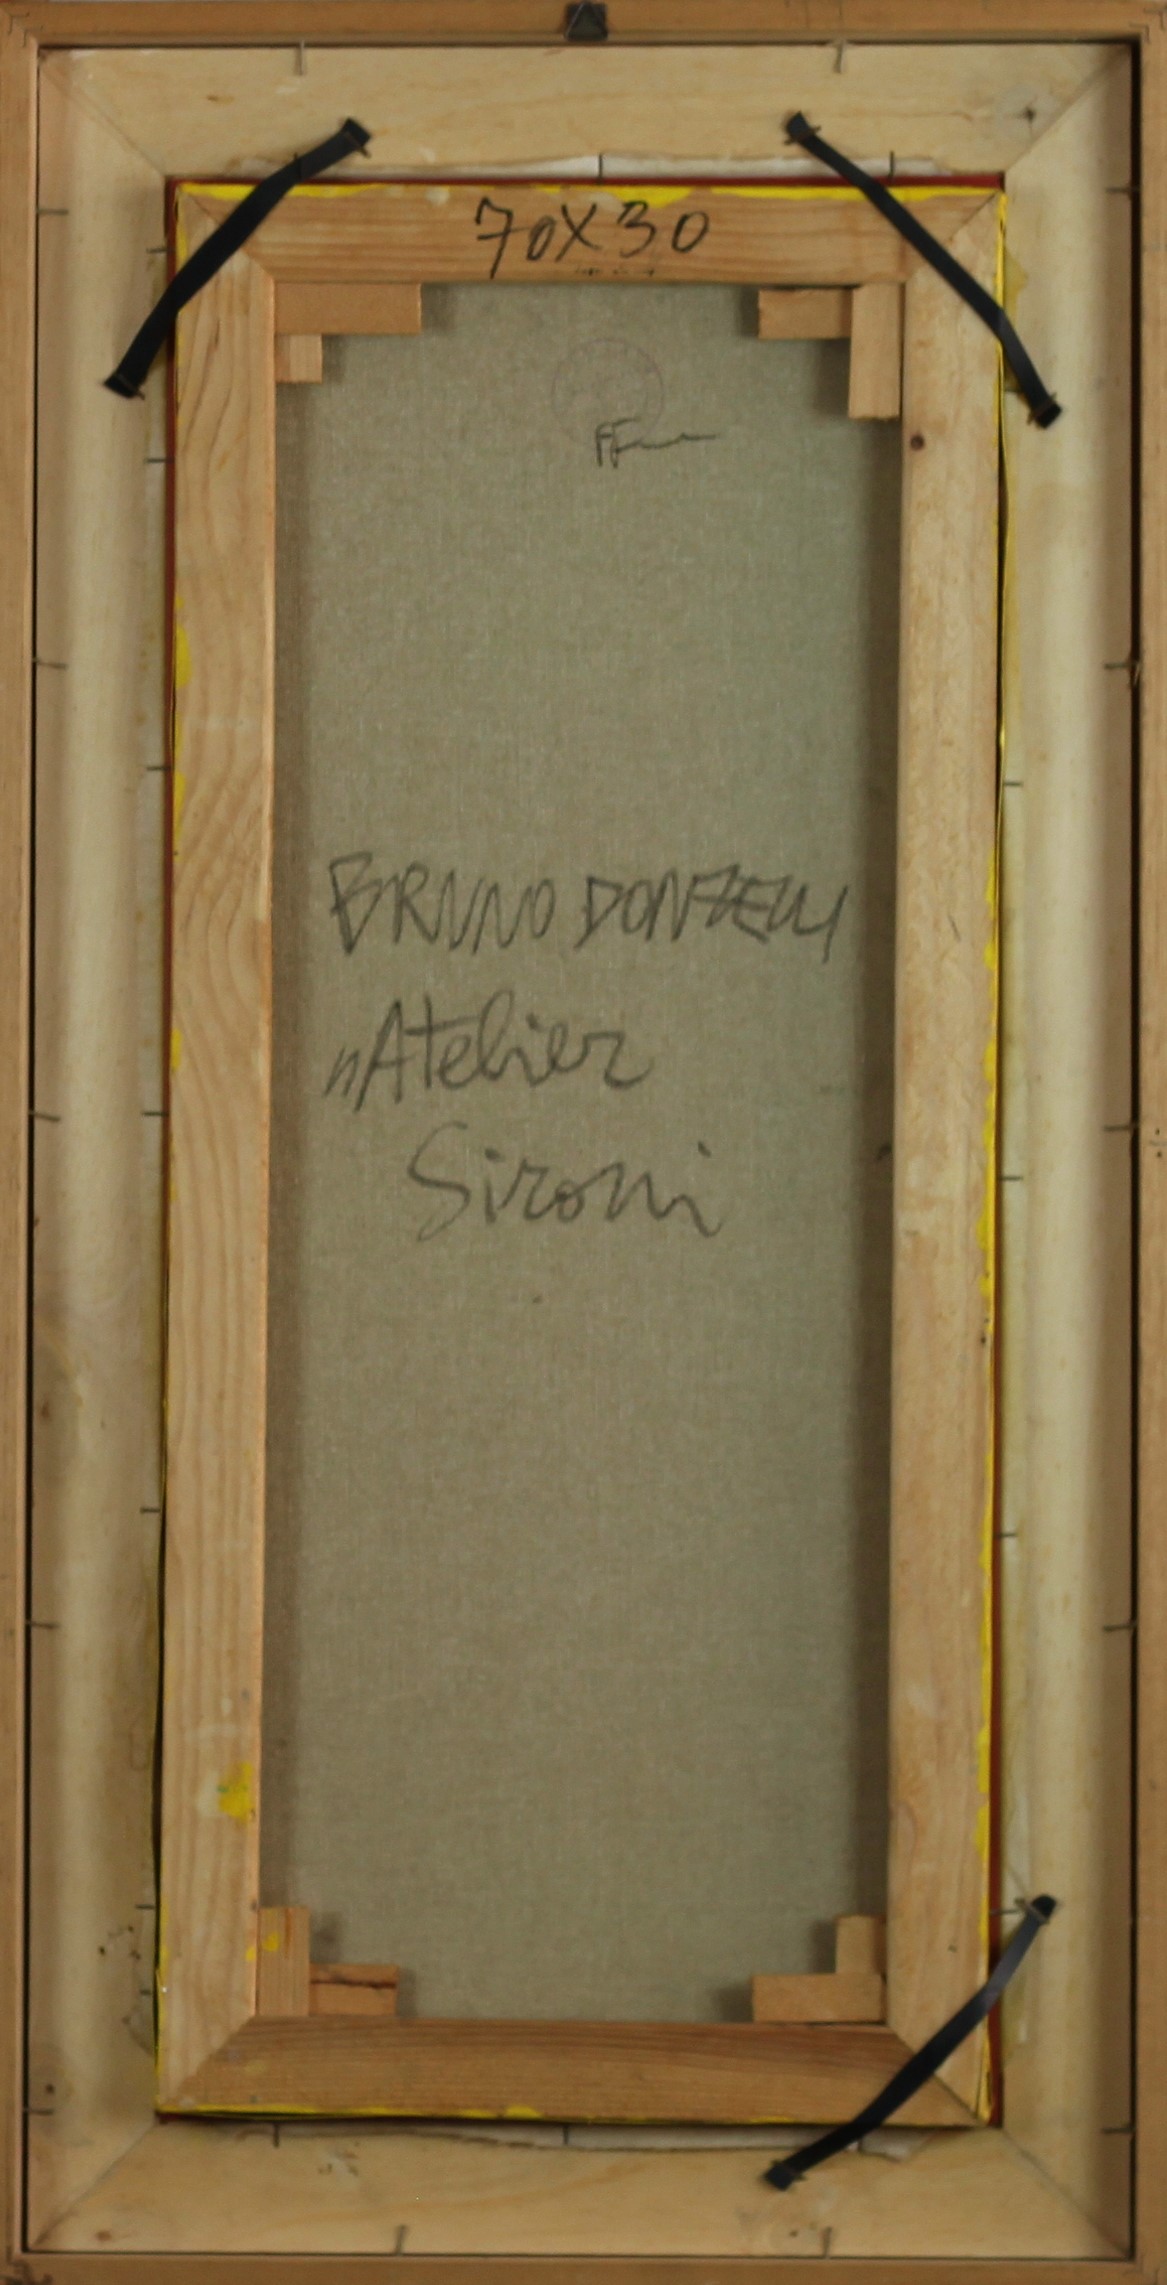 70X30
BRUNO DONZELLI
"Atelier
Sironi